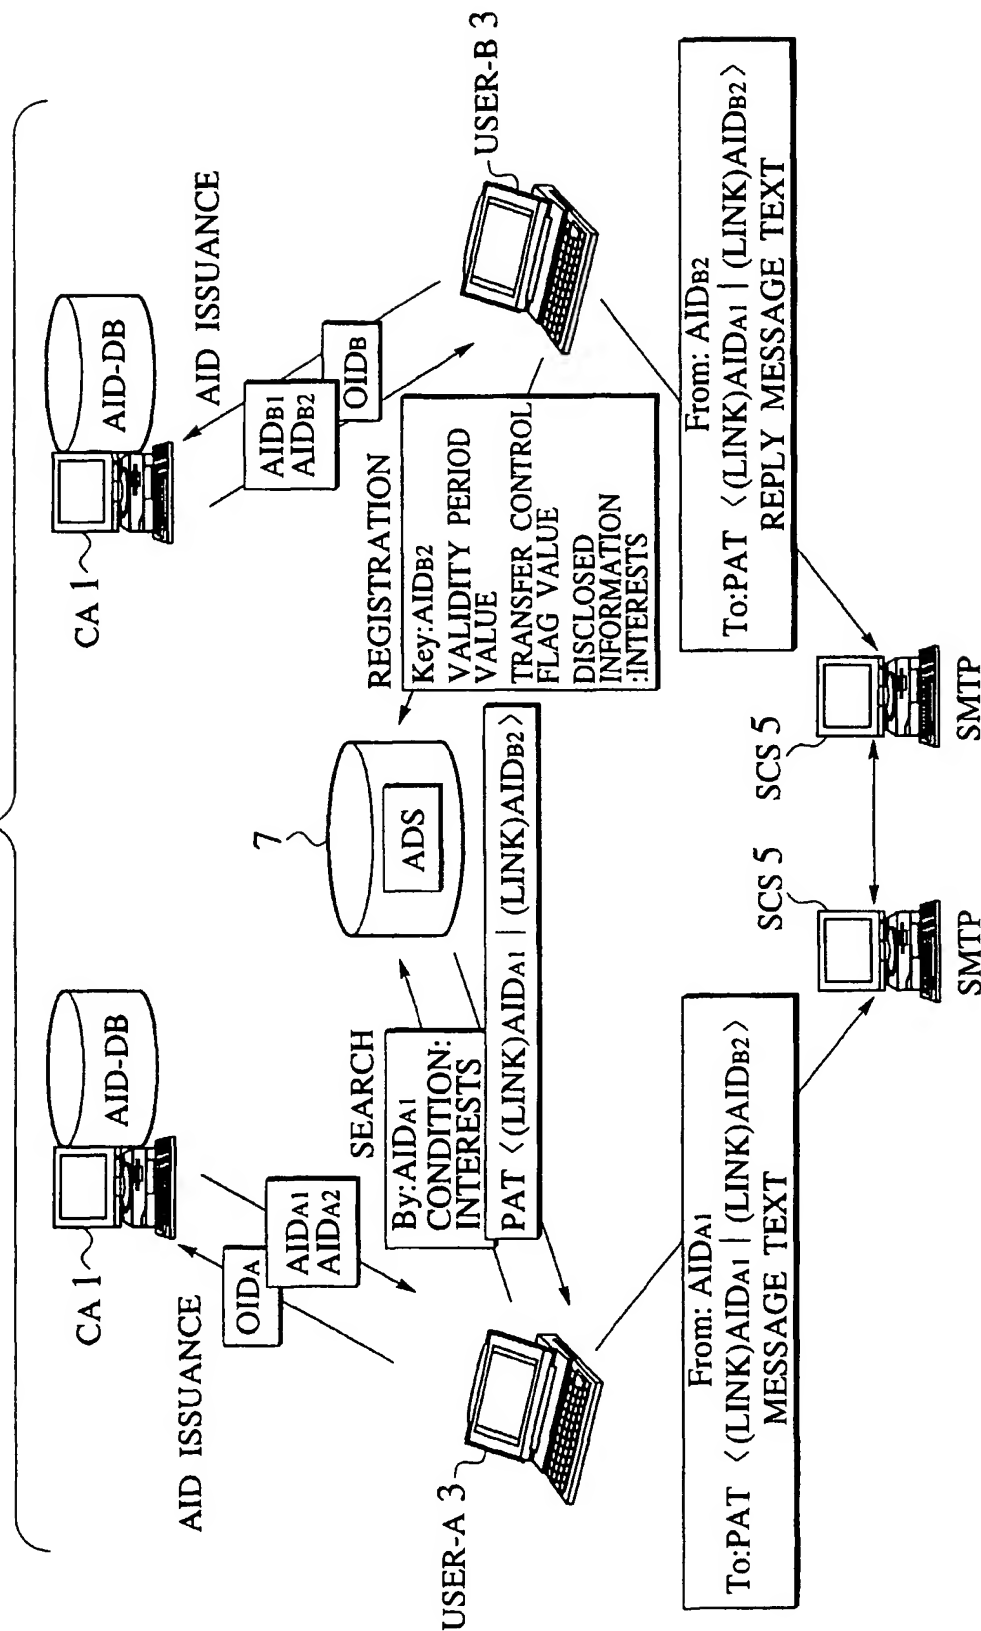 CA 1
AID-DB
AID ISSUANCE
OIDA
AIDA1
AIDA2
USER-A 3
SEARCH
By:AIDA1
CONDITION:
INTERESTS
PAT <(LINK)AIDA1 | (LINK)AIDB2>
7
ADS
CA 1
AID-DB
AID ISSUANCE
AIDB1
AIDB2
OIDB
USER-B 3
REGISTRATION
Key:AIDB2
VALIDITY PERIOD
VALUE
TRANSFER CONTROL
FLAG VALUE
DISCLOSED
INFORMATION
:INTERESTS
From: AIDA1
To:PAT <(LINK)AIDA1 | (LINK)AIDB2>
MESSAGE TEXT
SCS 5
SMTP
SCS 5
SMTP
From: AIDB2
To:PAT <(LINK)AIDA1 | (LINK)AIDB2>
REPLY MESSAGE TEXT